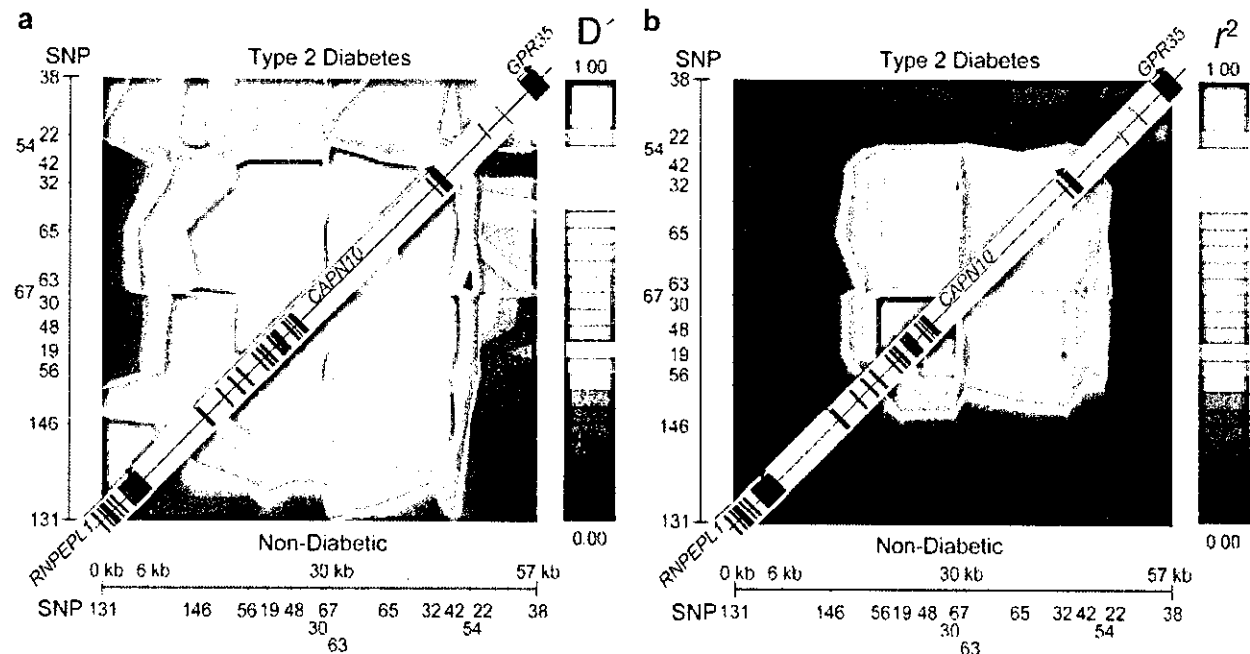 a
SNP
Type 2 Diabetes
GPR35
D´
1.00
38
54
22
42
32
65
63
67
30
48
19
56
146
131
CAPN10
RNPEPL1
0.00
Non-Diabetic
0 kb 6 kb 30 kb 57 kb
SNP 131 146 56 19 48 67 65 32 42 22 38
30 54
63
b
SNP
Type 2 Diabetes
GPR35
r²
1.00
38
54
22
42
32
65
63
67
30
48
19
56
146
131
CAPN10
RNPEPL1
0.00
Non-Diabetic
0 kb 6 kb 30 kb 57 kb
SNP 131 146 56 19 48 67 65 32 42 22 38
30 54
63